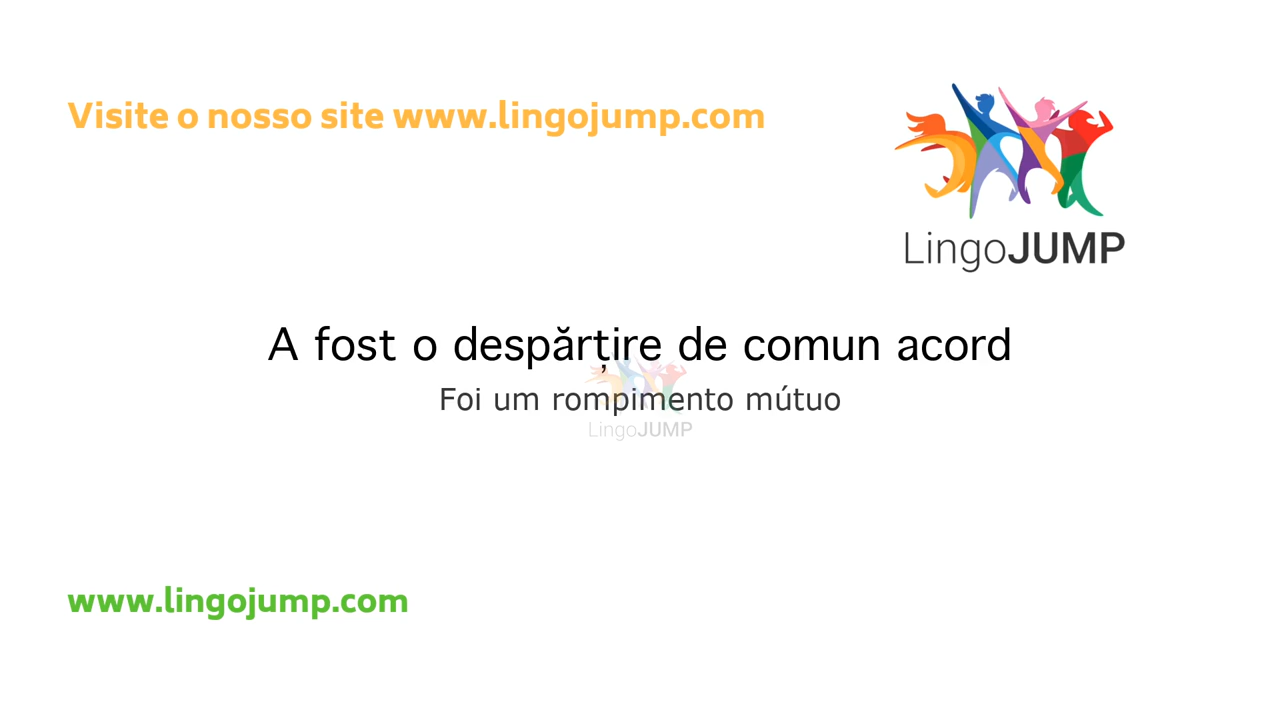 Visite o nosso site www.lingojump.com
LingoJUMP
A fost o despărțire de comun acord
Foi um rompimento mútuo
LingoJUMP
www.lingojump.com